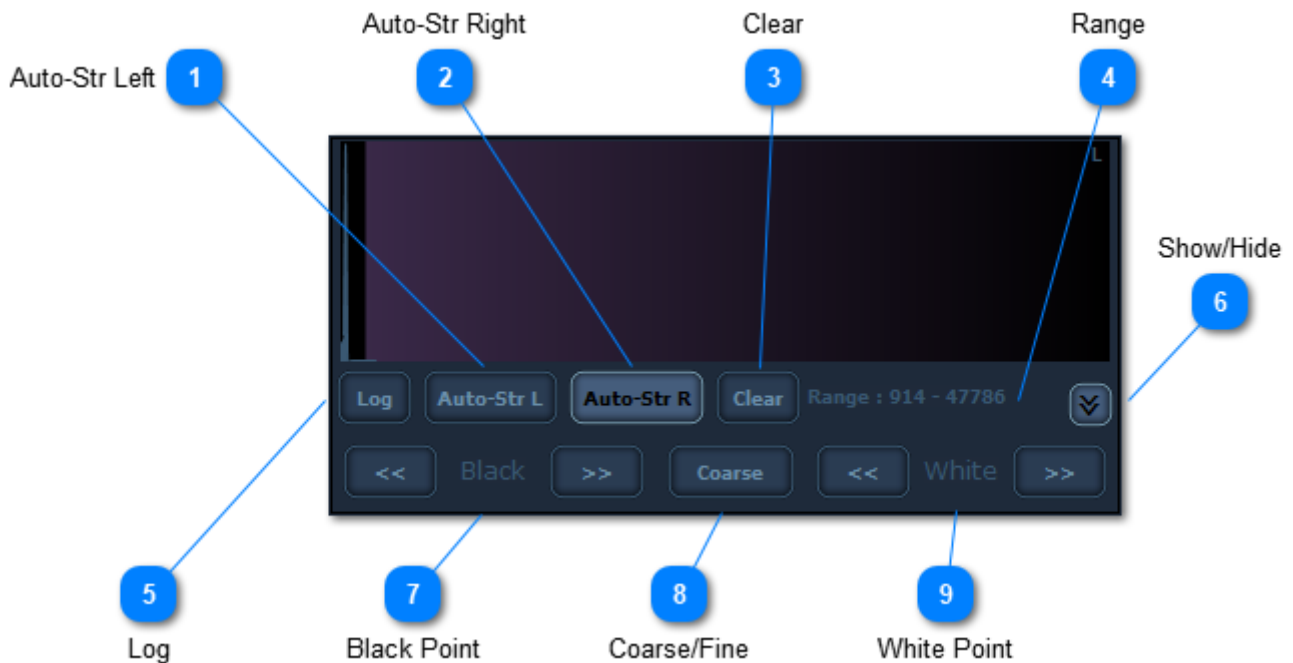 Auto-Str Right
Clear
Range
Auto-Str Left
1
2
3
4
L
Show/Hide
6
Log
Auto-Str L
Auto-Str R
Clear
Range : 914 - 47786
<<
Black
>>
Coarse
<<
White
>>
5
7
8
9
Log
Black Point
Coarse/Fine
White Point